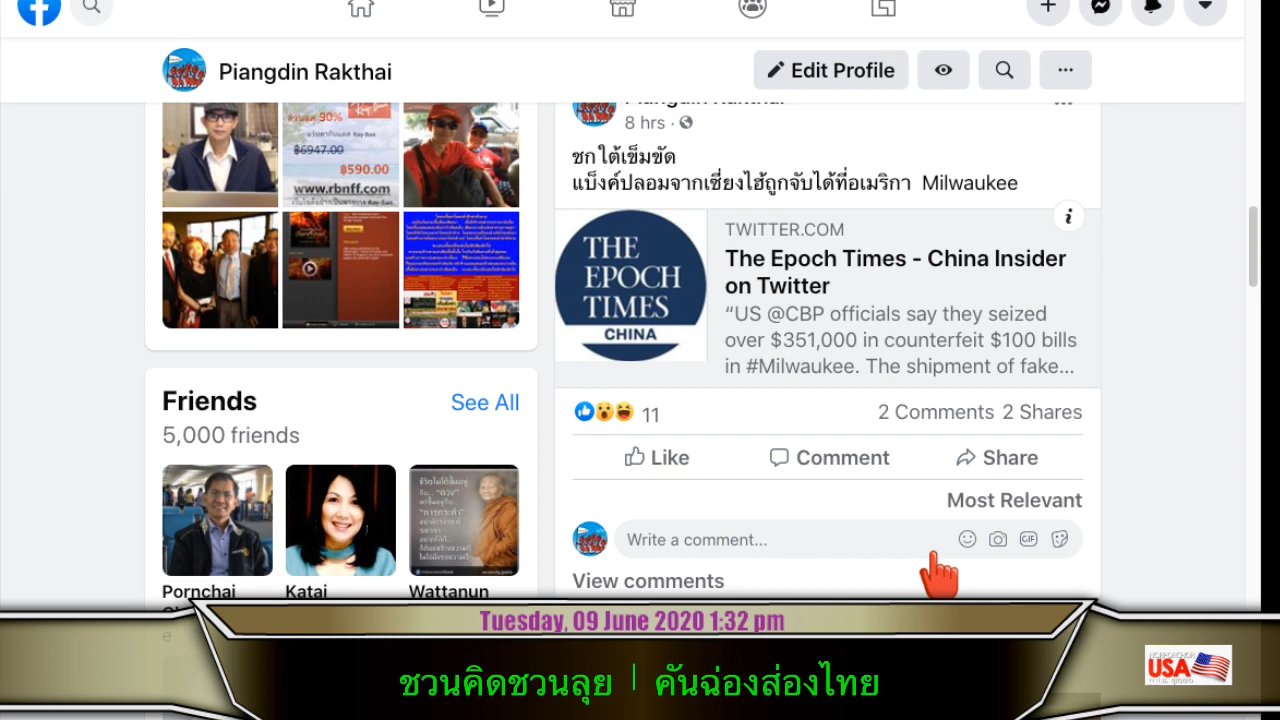 Piangdin Rakthai
Edit Profile
8 hrs ·
ชกใต้เข็มขัด
แบ็งค์ปลอมจากเซี่ยงไฮ้ถูกจับได้ที่อเมริกา Milwaukee
Ray-Ban
฿6947.00
฿590.00
www.rbnff.com
THE
EPOCH
TIMES
CHINA
TWITTER.COM
The Epoch Times - China Insider
on Twitter
“US @CBP officials say they seized
over $351,000 in counterfeit $100 bills
in #Milwaukee. The shipment of fake...
Friends
See All
5,000 friends
11
2 Comments 2 Shares
Like
Comment
Share
Most Relevant
Write a comment...
GIF
View comments
Pornchai
Katai
Wattanun
Tuesday, 09 June 2020 1:32 pm
ชวนคิดชวนลุย | คันฉ่องส่องไทย
USA